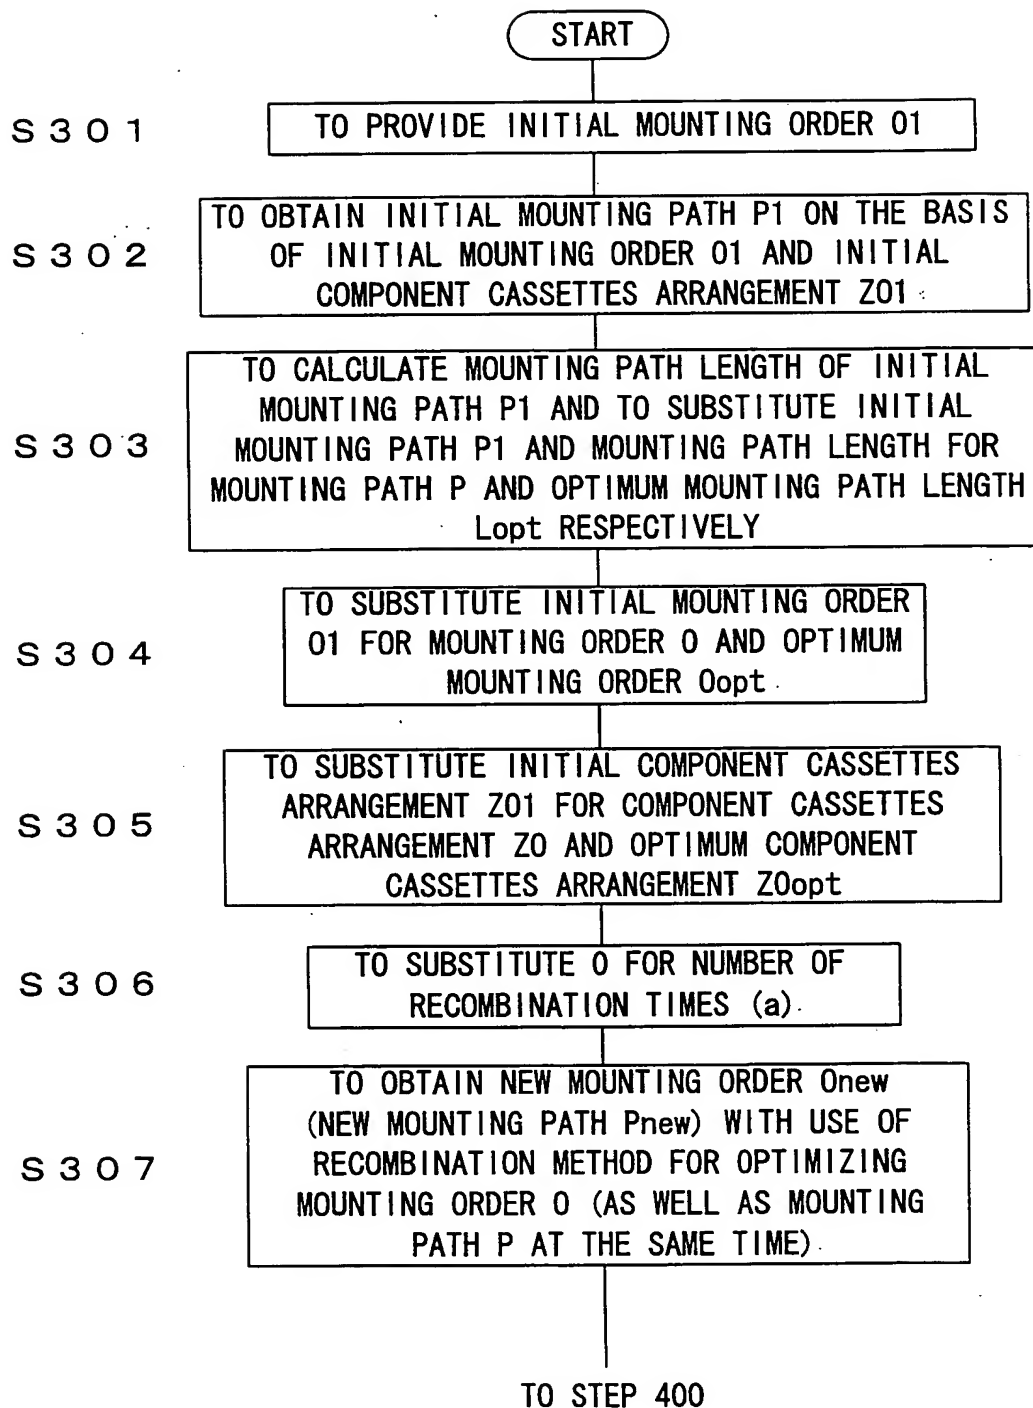 START
S301
TO PROVIDE INITIAL MOUNTING ORDER O1
S302
TO OBTAIN INITIAL MOUNTING PATH P1 ON THE BASIS
OF INITIAL MOUNTING ORDER O1 AND INITIAL
COMPONENT CASSETTES ARRANGEMENT ZO1
S303
TO CALCULATE MOUNTING PATH LENGTH OF INITIAL
MOUNTING PATH P1 AND TO SUBSTITUTE INITIAL
MOUNTING PATH P1 AND MOUNTING PATH LENGTH FOR
MOUNTING PATH P AND OPTIMUM MOUNTING PATH LENGTH
Lopt RESPECTIVELY
S304
TO SUBSTITUTE INITIAL MOUNTING ORDER
O1 FOR MOUNTING ORDER O AND OPTIMUM
MOUNTING ORDER Oopt
S305
TO SUBSTITUTE INITIAL COMPONENT CASSETTES
ARRANGEMENT ZO1 FOR COMPONENT CASSETTES
ARRANGEMENT ZO AND OPTIMUM COMPONENT
CASSETTES ARRANGEMENT ZOopt
S306
TO SUBSTITUTE 0 FOR NUMBER OF
RECOMBINATION TIMES (a)
S307
TO OBTAIN NEW MOUNTING ORDER Onew
(NEW MOUNTING PATH Pnew) WITH USE OF
RECOMBINATION METHOD FOR OPTIMIZING
MOUNTING ORDER O (AS WELL AS MOUNTING
PATH P AT THE SAME TIME)
TO STEP 400